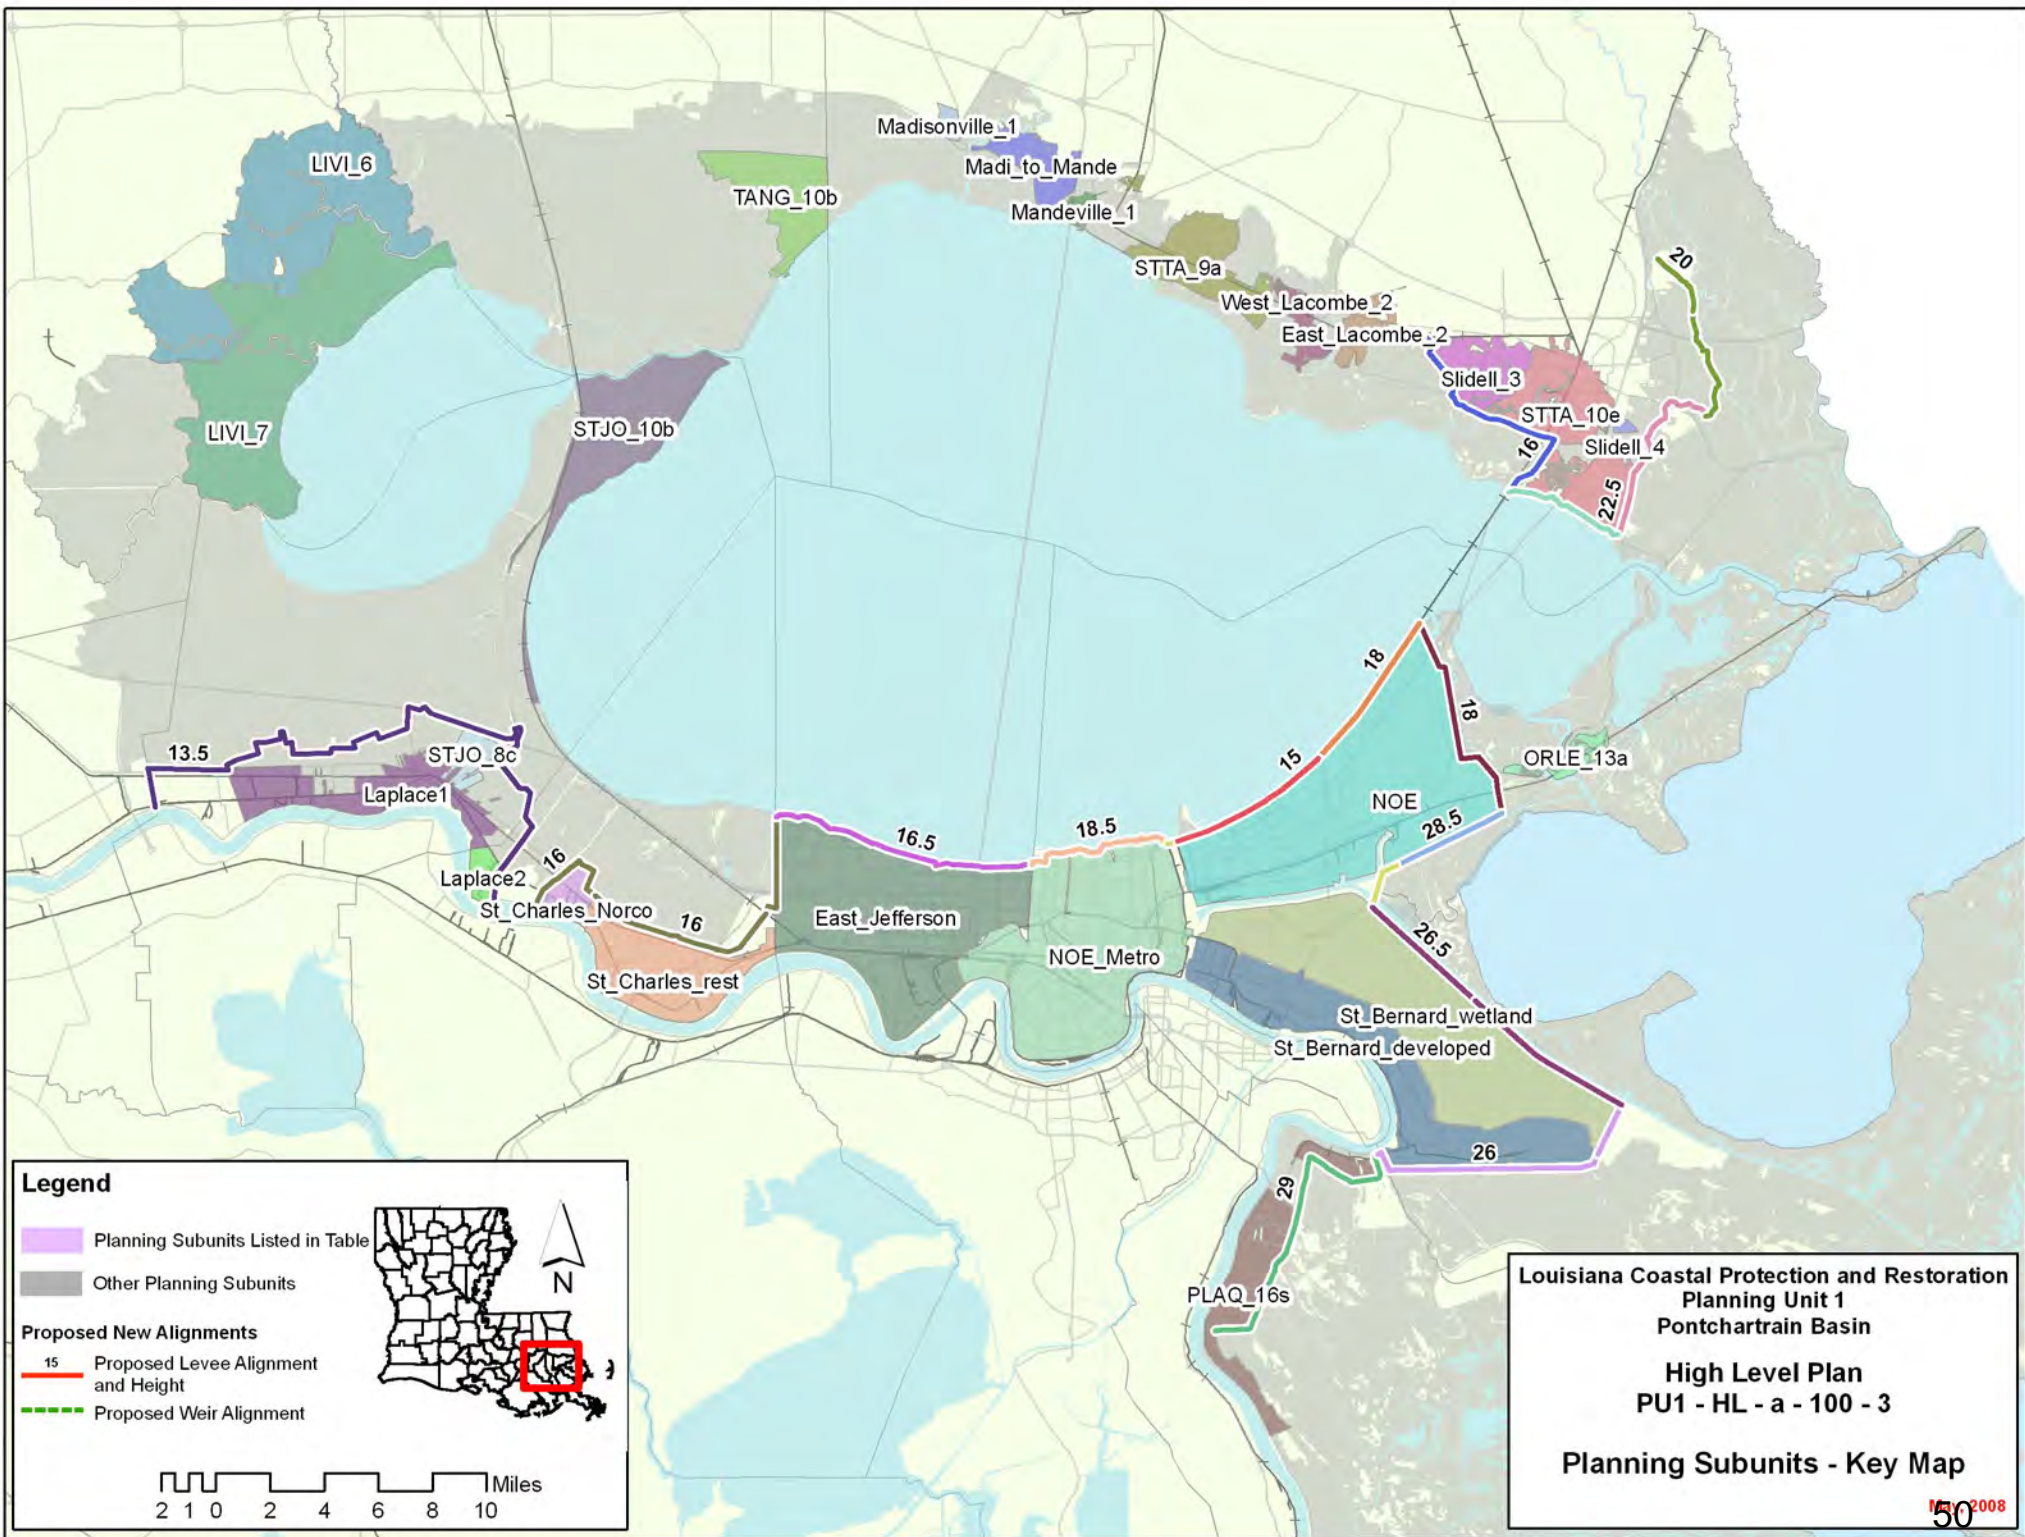 Madisonville_1
LIVI_6
Madi_to_Mande
TANG_10b
Mandeville_1
20
STTA_9a
West_Lacombe_2
East_Lacombe_2
Slidell_3
STTA_10e
LIVI_7
STJO_10b
16
Slidell_4
22.5
18
18
13.5
STJO_8c
15
ORLE_13a
Laplace1
NOE
16.5
18.5
28.5
16
Laplace2
St_Charles_Norco
16
East_Jefferson
26.5
NOE_Metro
St_Charles_rest
St_Bernard_wetland
St_Bernard_developed
26
29
PLAQ_16s
Legend
Planning Subunits Listed in Table
Other Planning Subunits
Proposed New Alignments
15 Proposed Levee Alignment
and Height
Proposed Weir Alignment
N
Miles
2 1 0 2 4 6 8 10
Louisiana Coastal Protection and Restoration
Planning Unit 1
Pontchartrain Basin
High Level Plan
PU1 - HL - a - 100 - 3
Planning Subunits - Key Map
May, 2008
50